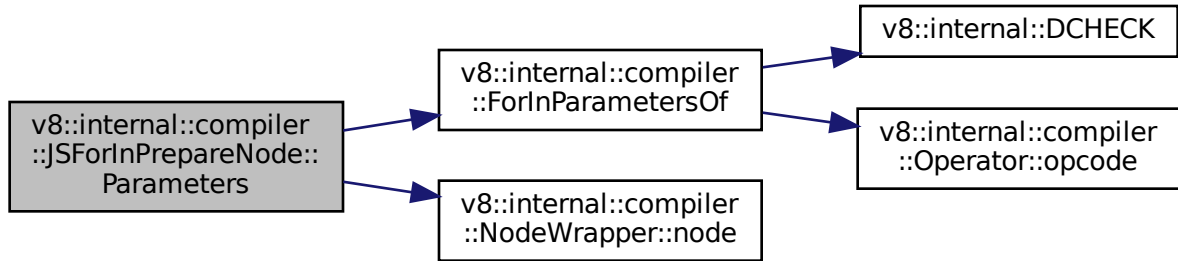 v8::internal::compiler
::JSForInPrepareNode::
Parameters
v8::internal::compiler
::ForInParametersOf
v8::internal::DCHECK
v8::internal::compiler
::Operator::opcode
v8::internal::compiler
::NodeWrapper::node